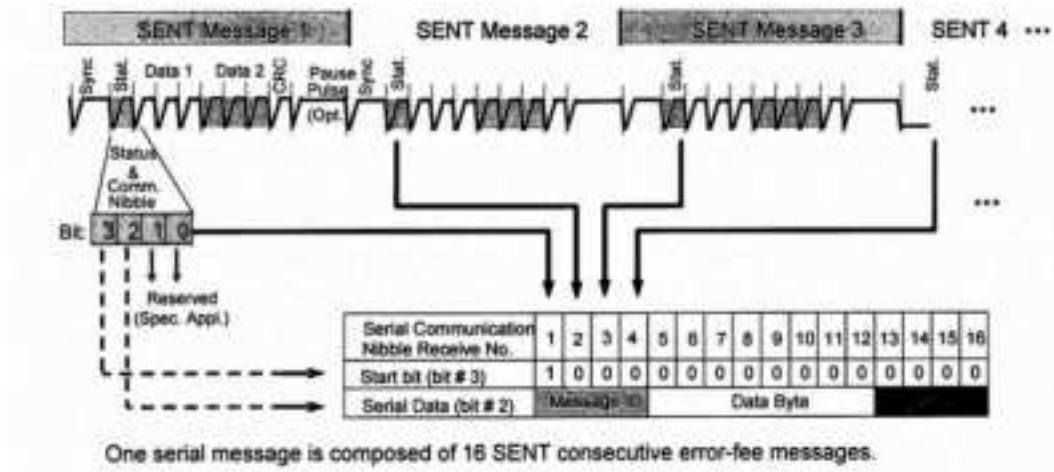 SENT Message 1
SENT Message 2
SENT Message 3
SENT 4 •••
Sync
Stat.
Data 1
Data 2
CRC
Pause
Pulse
(Opt.)
Sync
Stat.
Stat.
Stat.
•••
Status
&
Comm.
Nibble
•••
Bit: 3 2 1 0
Reserved
(Spec. Appl.)
Serial Communication
Nibble Receive No. 1 2 3 4 5 6 7 8 9 10 11 12 13 14 15 16
Start bit (bit # 3) 1 0 0 0 0 0 0 0 0 0 0 0 0 0 0 0
Serial Data (bit # 2) Message ID Data Byte
One serial message is composed of 16 SENT consecutive error-fee messages.